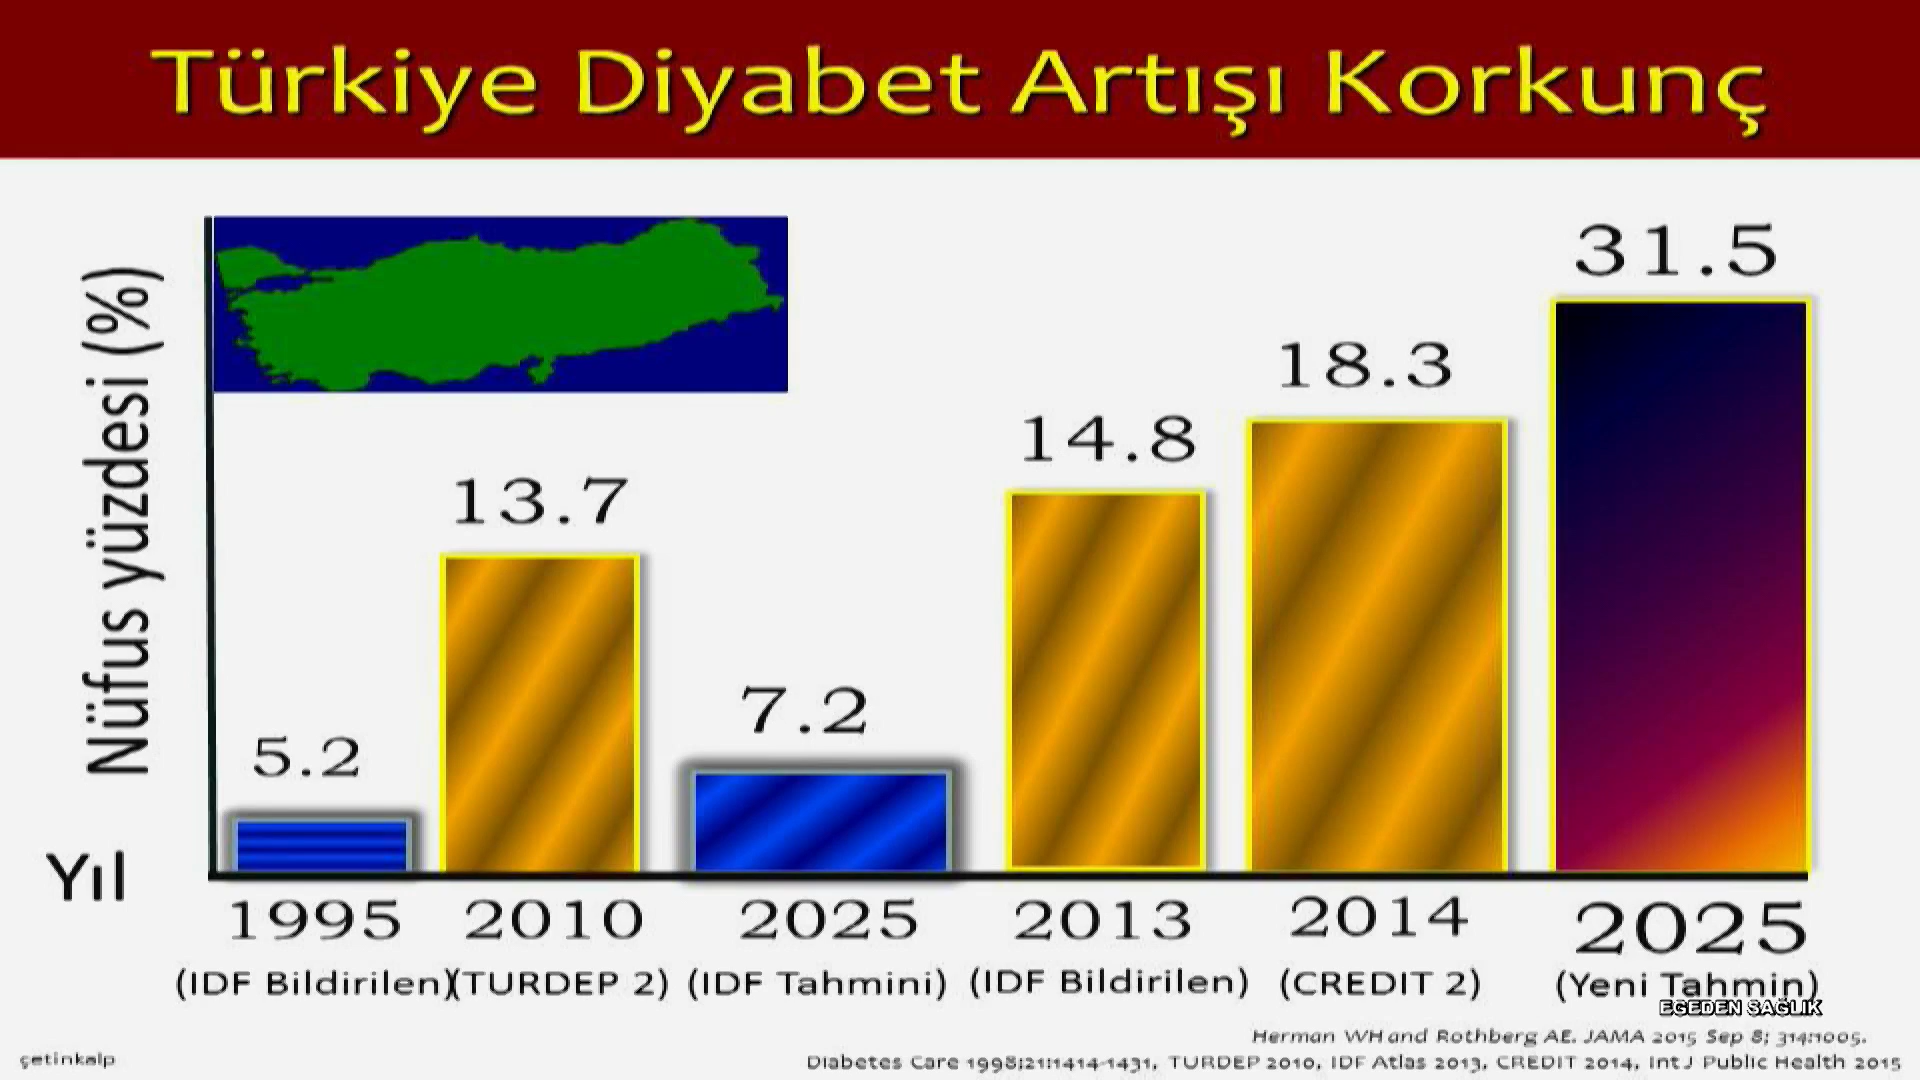 Türkiye Diyabet Artışı Korkunç
Nüfus yüzdesi (%)
5.2
13.7
7.2
14.8
18.3
31.5
Yıl
1995 2010 2025 2013 2014 2025
(IDF Bildirilen) (TURDEP 2) (IDF Tahmini) (IDF Bildirilen) (CREDIT 2) (Yeni Tahmin)
EGEDEN SAĞLIK
Herman WH and Rothberg AE. JAMA 2015 Sep 8; 314:1005.
çetinkalp
Diabetes Care 1998;21:1414-1431, TURDEP 2010, IDF Atlas 2013, CREDIT 2014, Int J Public Health 2015